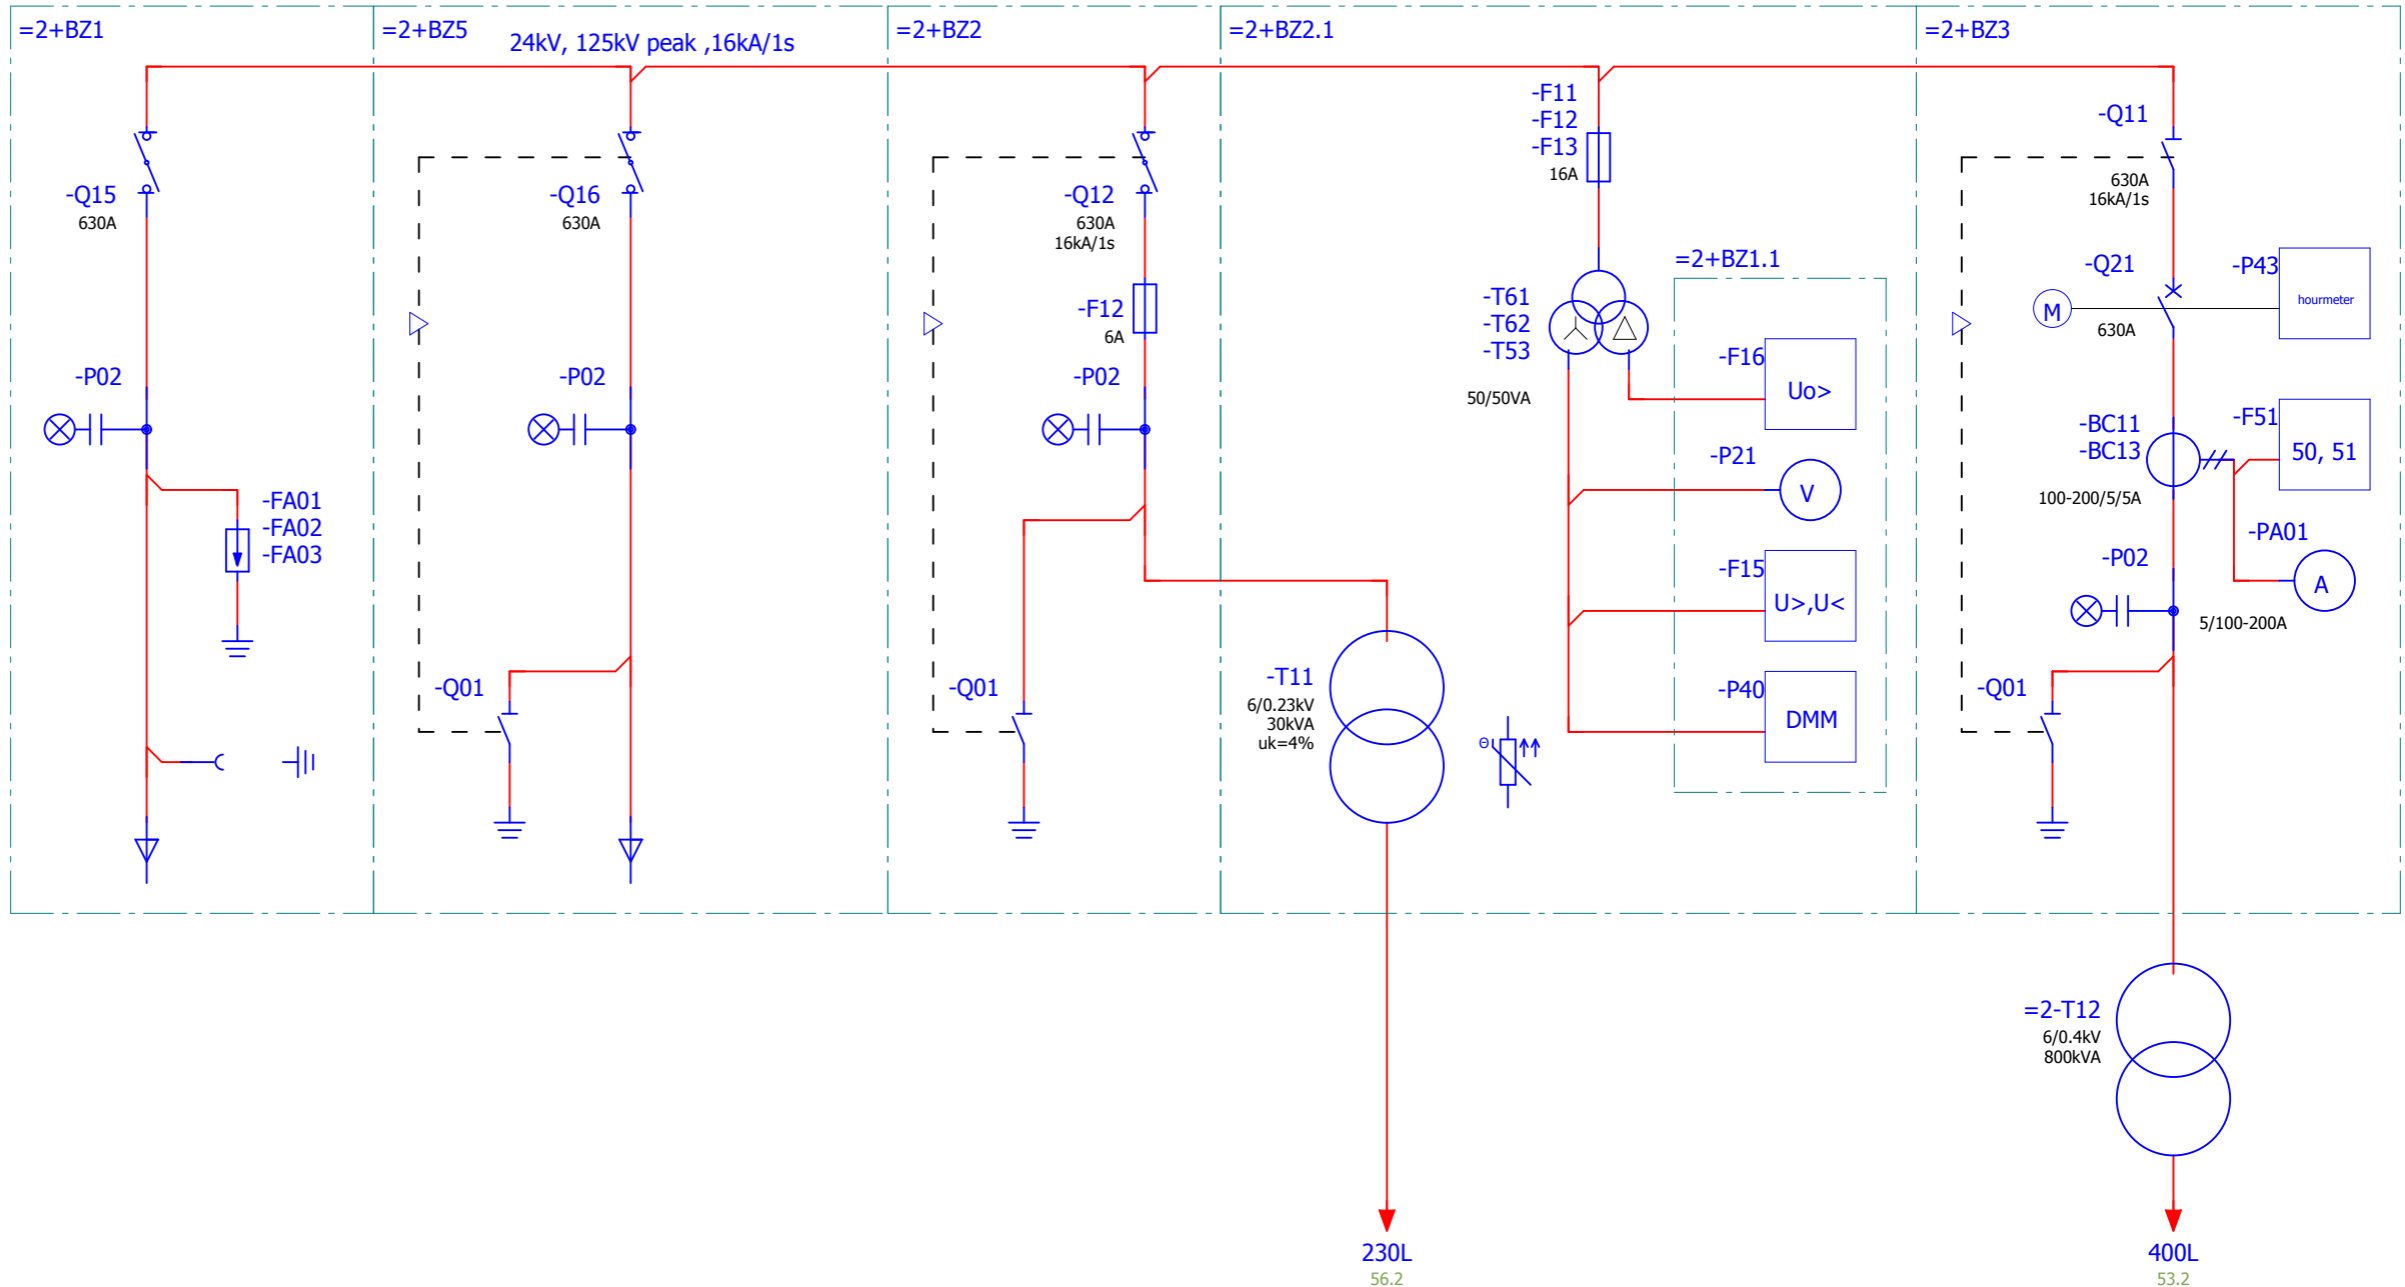 =2+BZ1
=2+BZ5
24kV, 125kV peak ,16kA/1s
=2+BZ2
=2+BZ2.1
=2+BZ3
-Q15
630A
-P02
-FA01
-FA02
-FA03
-Q16
630A
-P02
-Q01
-Q12
630A
16kA/1s
-F12
6A
-P02
-Q01
-T11
6/0.23kV
30kVA
uk=4%
230L
56.2
-F11
-F12
-F13
16A
-T61
-T62
-T53
50/50VA
Θ
=2+BZ1.1
-F16
Uo>
-P21
V
-F15
U>,U<
-P40
DMM
-Q11
630A
16kA/1s
-Q21
630A
M
-P43
hourmeter
-BC11
-BC13
100-200/5/5A
-F51
50, 51
-PA01
A
5/100-200A
-P02
-Q01
=2-T12
6/0.4kV
800kVA
400L
53.2